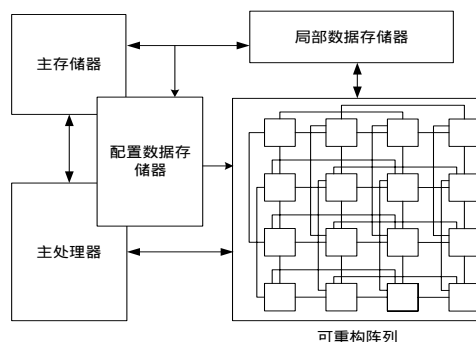 主存储器
局部数据存储器
配置数据存
储器
主处理器
可重构阵列